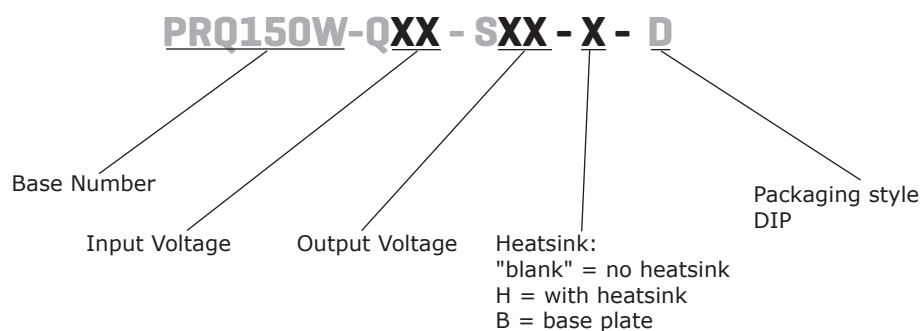 PRQ150W-QXX - SXX - X - D
Base Number
Input Voltage
Output Voltage
Heatsink:
"blank" = no heatsink
H = with heatsink
B = base plate
Packaging style
DIP